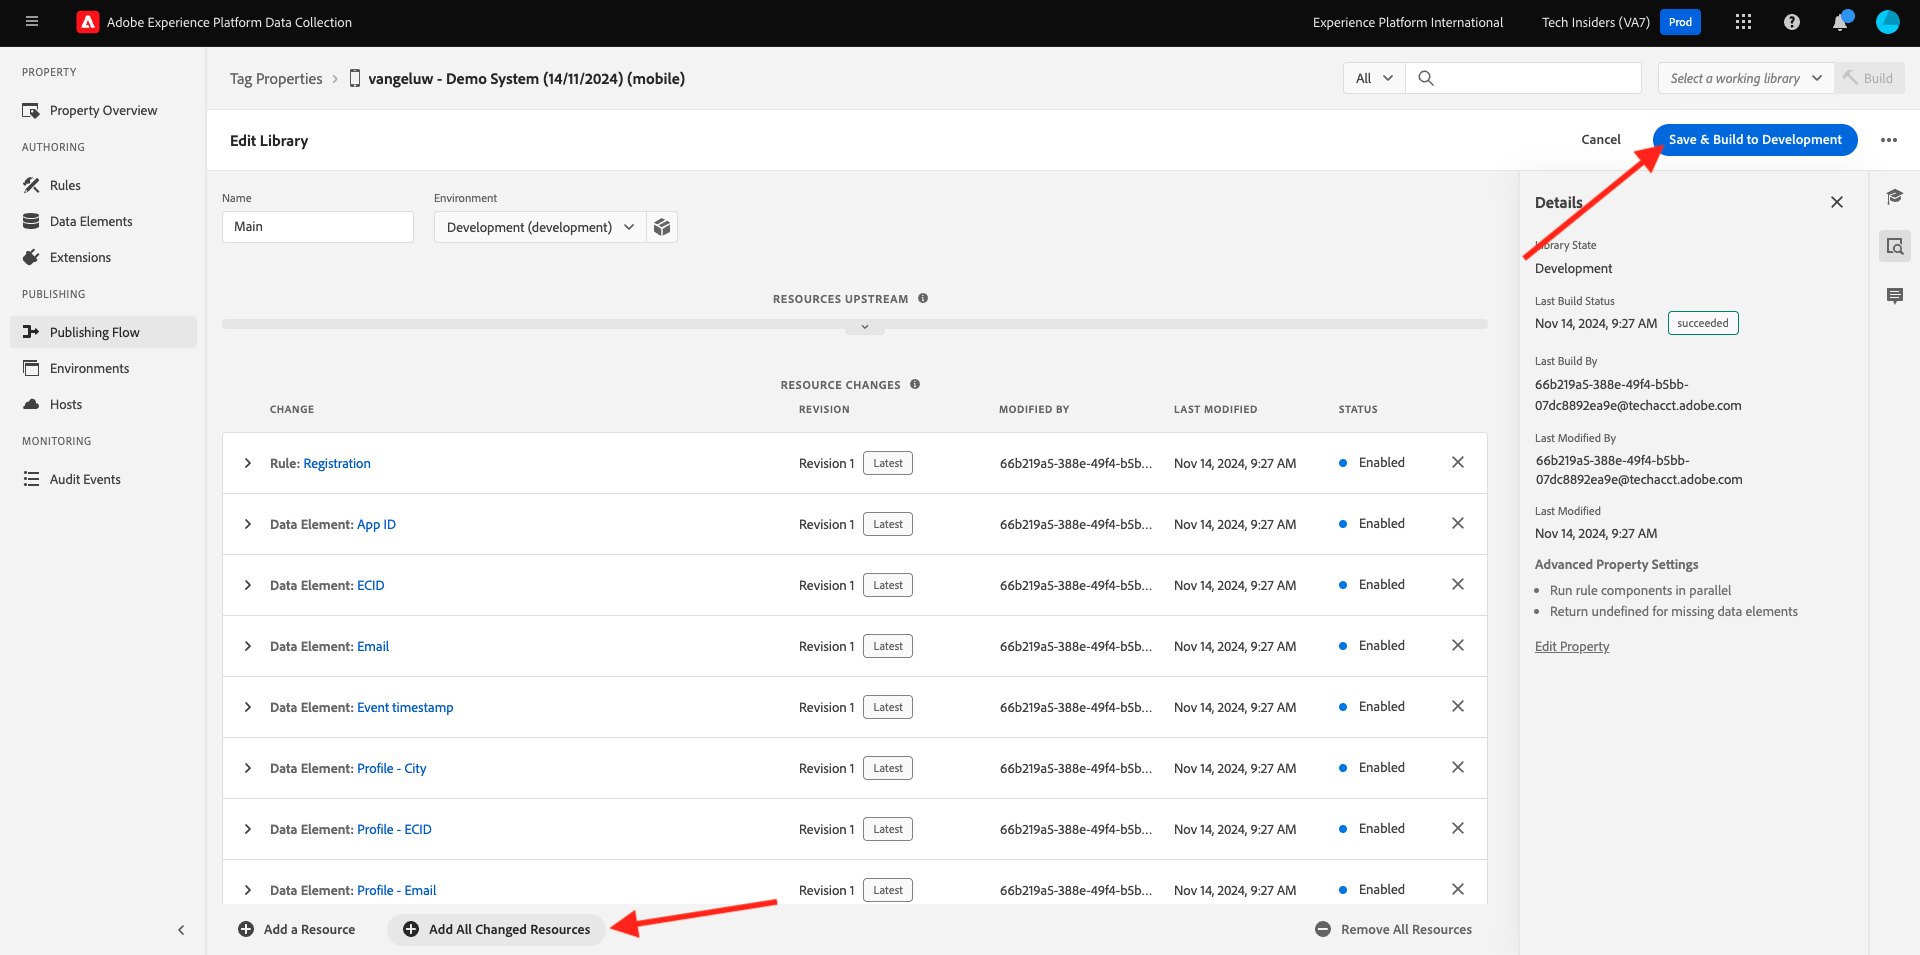 Adobe Experience Platform Data Collection
Experience Platform International
Tech Insiders (VA7)
Prod
PROPERTY
Property Overview
AUTHORING
Rules
Data Elements
Extensions
PUBLISHING
Publishing Flow
Environments
Hosts
MONITORING
Audit Events
Tag Properties
vangeluw - Demo System (14/11/2024) (mobile)
All
Select a working library
Build
Edit Library
Cancel
Save & Build to Development
Name
Main
Environment
Development (development)
RESOURCES UPSTREAM
RESOURCE CHANGES
CHANGE REVISION MODIFIED BY LAST MODIFIED STATUS
Rule: Registration Revision 1 Latest 66b219a5-388e-49f4-b5b... Nov 14, 2024, 9:27 AM Enabled
Data Element: App ID Revision 1 Latest 66b219a5-388e-49f4-b5b... Nov 14, 2024, 9:27 AM Enabled
Data Element: ECID Revision 1 Latest 66b219a5-388e-49f4-b5b... Nov 14, 2024, 9:27 AM Enabled
Data Element: Email Revision 1 Latest 66b219a5-388e-49f4-b5b... Nov 14, 2024, 9:27 AM Enabled
Data Element: Event timestamp Revision 1 Latest 66b219a5-388e-49f4-b5b... Nov 14, 2024, 9:27 AM Enabled
Data Element: Profile - City Revision 1 Latest 66b219a5-388e-49f4-b5b... Nov 14, 2024, 9:27 AM Enabled
Data Element: Profile - ECID Revision 1 Latest 66b219a5-388e-49f4-b5b... Nov 14, 2024, 9:27 AM Enabled
Data Element: Profile - Email Revision 1 Latest 66b219a5-388e-49f4-b5b... Nov 14, 2024, 9:27 AM Enabled
Add a Resource
Add All Changed Resources
Remove All Resources
Details
Library State
Development
Last Build Status
Nov 14, 2024, 9:27 AM succeeded
Last Build By
66b219a5-388e-49f4-b5bb-
07dc8892ea9e@techacct.adobe.com
Last Modified By
66b219a5-388e-49f4-b5bb-
07dc8892ea9e@techacct.adobe.com
Last Modified
Nov 14, 2024, 9:27 AM
Advanced Property Settings
Run rule components in parallel
Return undefined for missing data elements
Edit Property